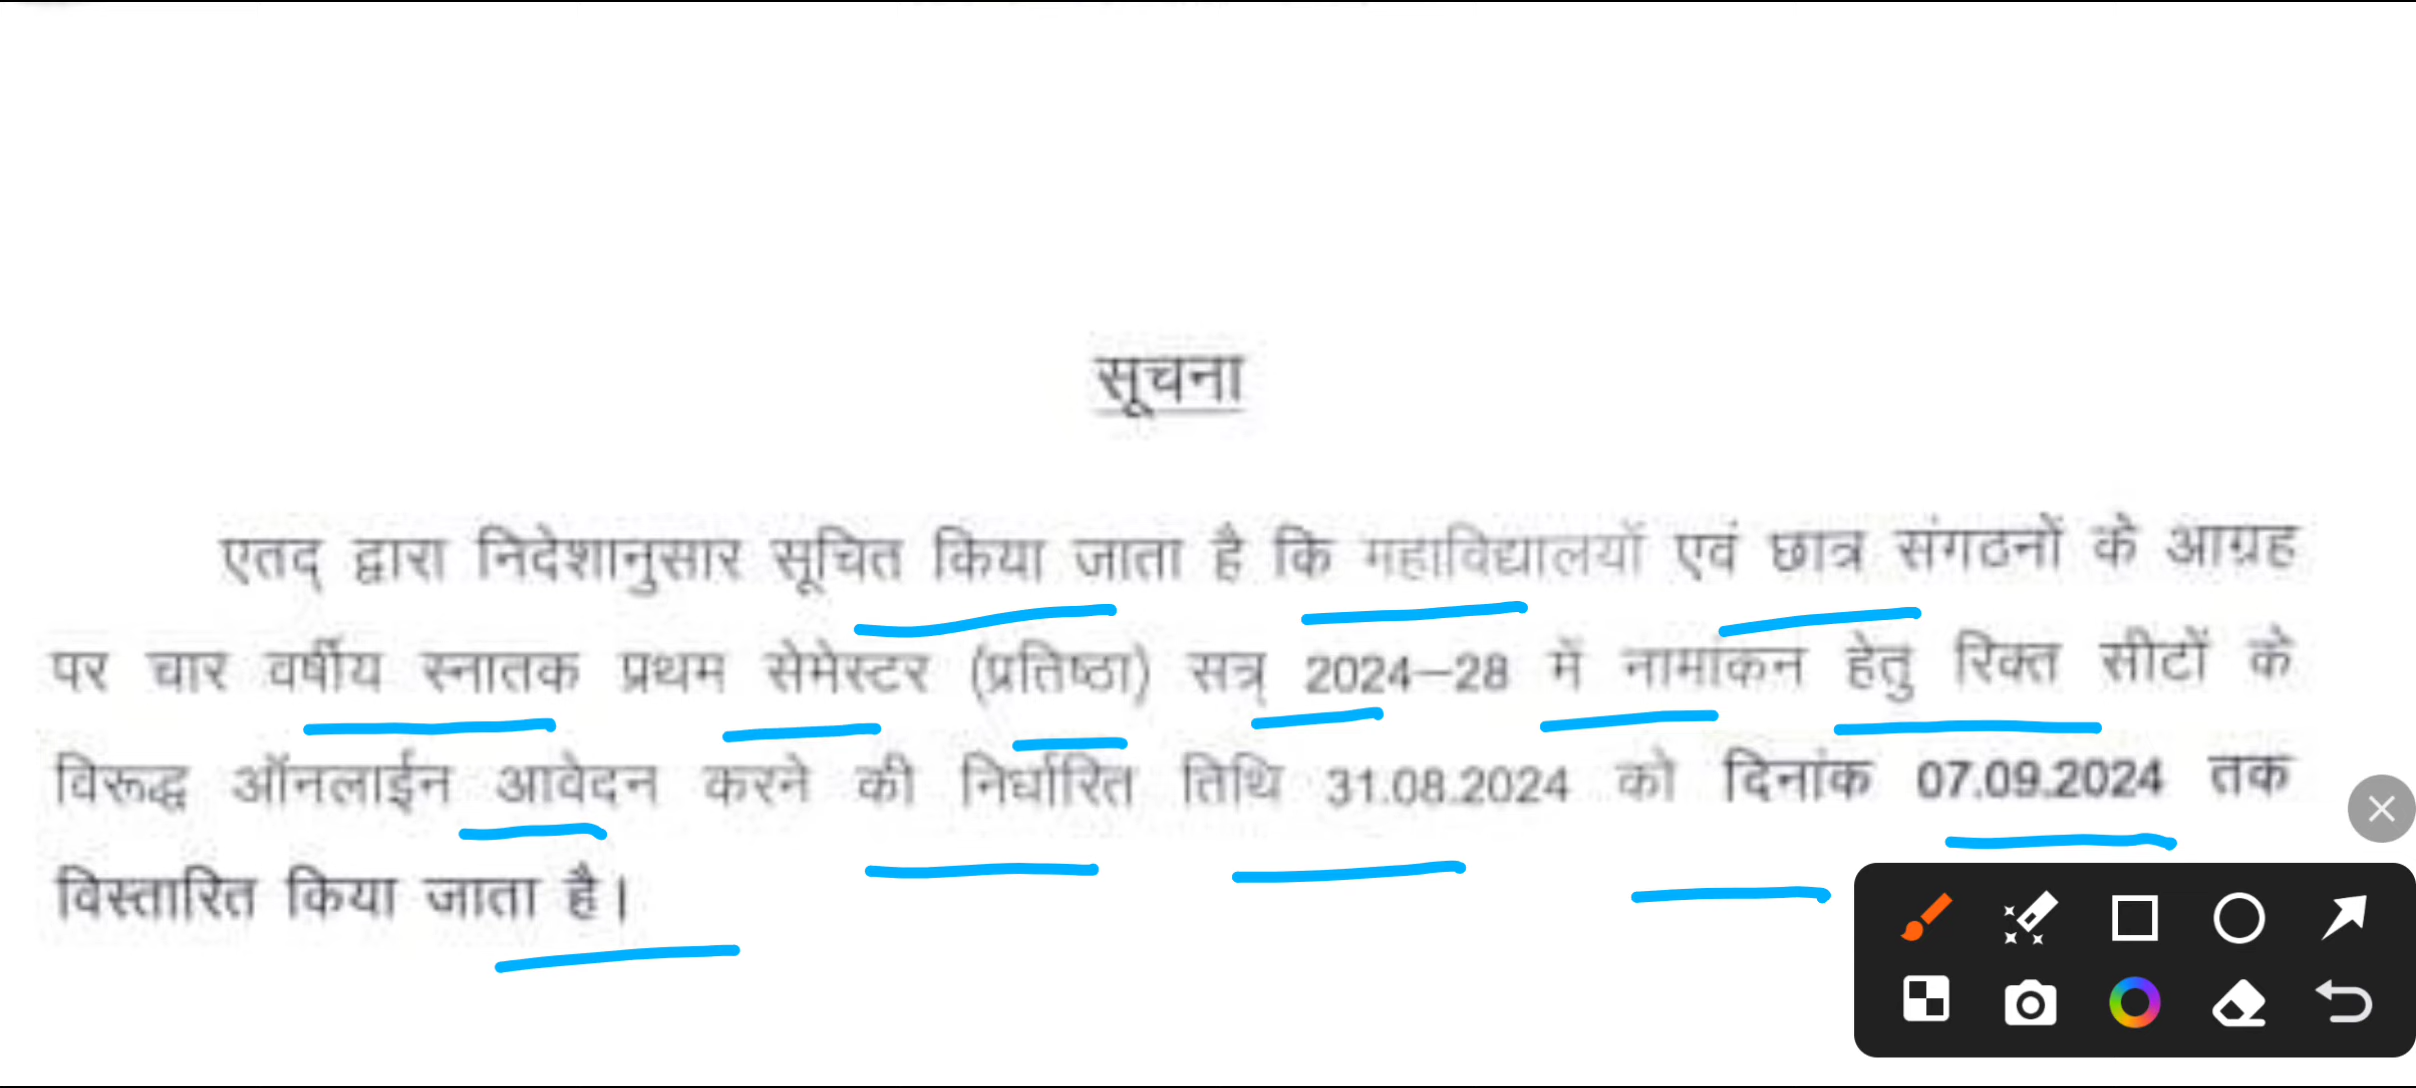 सूचना
एतद् द्वारा निदेशानुसार सूचित किया जाता है कि महाविद्यालयों एवं छात्र संगठनों के आग्रह
पर चार वर्षीय स्नातक प्रथम सेमेस्टर (प्रतिष्ठा) सत्र् 2024–28 में नामांकन हेतु रिक्त सीटों के
विरूद्ध ऑनलाईन आवेदन करने की निर्धारित तिथि 31.08.2024 को दिनांक 07.09.2024 तक
विस्तारित किया जाता है।